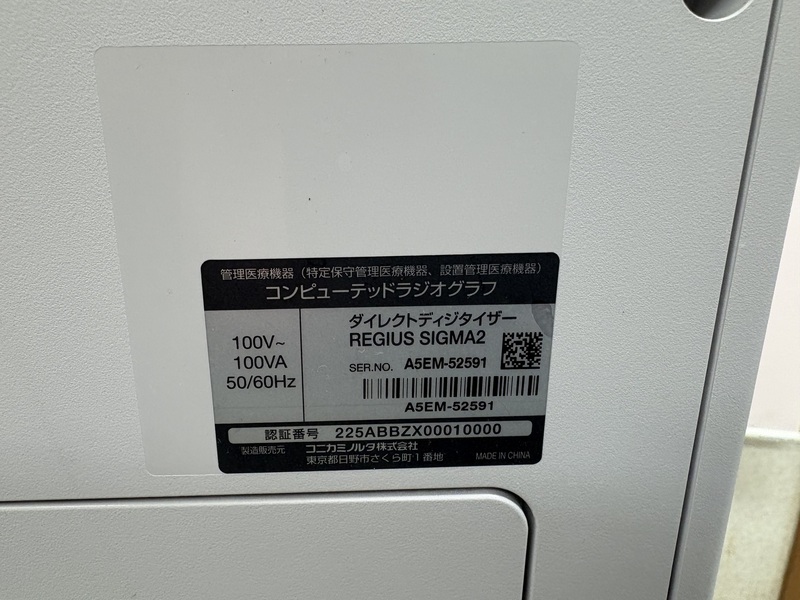 管理医療機器（特定保守管理医療機器、設置管理医療機器）
コンピューテッドラジオグラフ
100V~
100VA
50/60Hz
ダイレクトディジタイザー
REGIUS SIGMA2
SER.NO. A5EM-52591
A5EM-52591
認証番号 225ABBZX00010000
製造販売元 コニカミノルタ株式会社
東京都日野市さくら町1番地
MADE IN CHINA